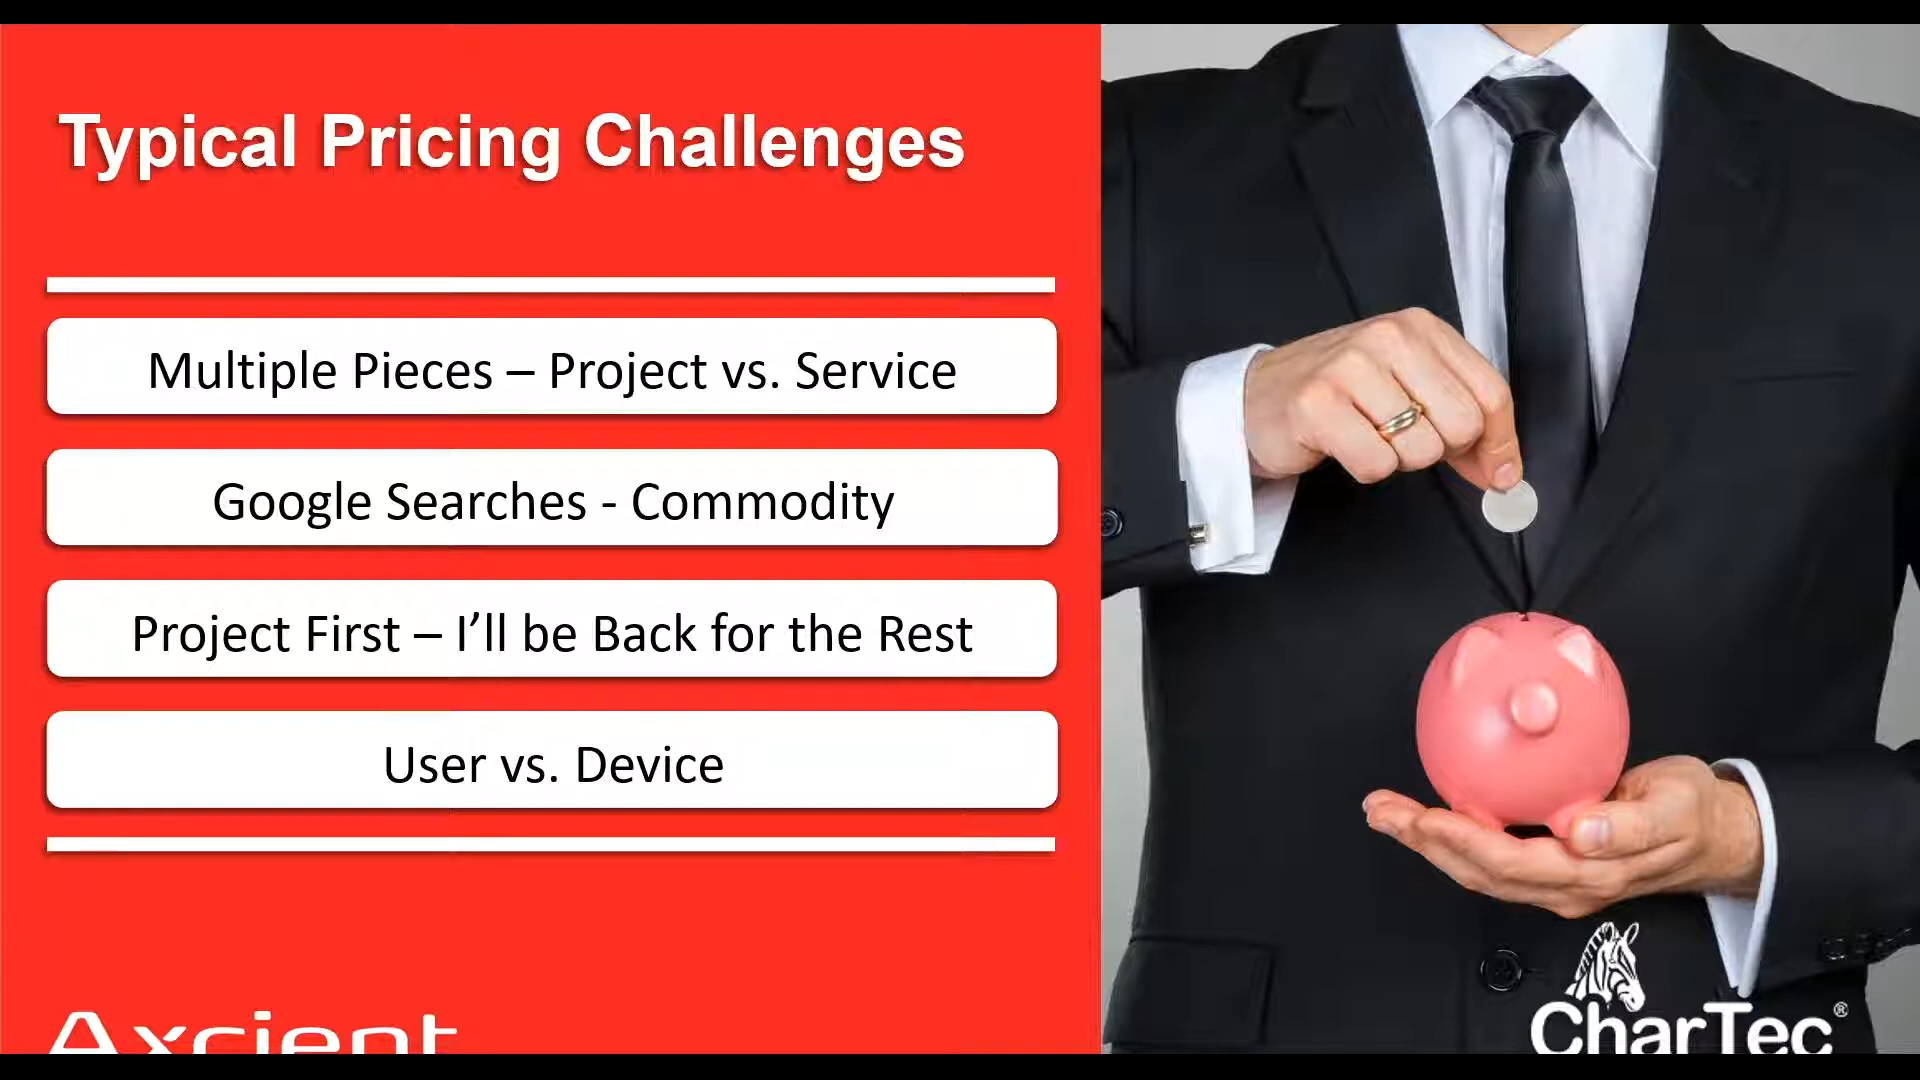 Typical Pricing Challenges
Multiple Pieces – Project vs. Service
Google Searches - Commodity
Project First – I’ll be Back for the Rest
User vs. Device
Axcient
CharTec®